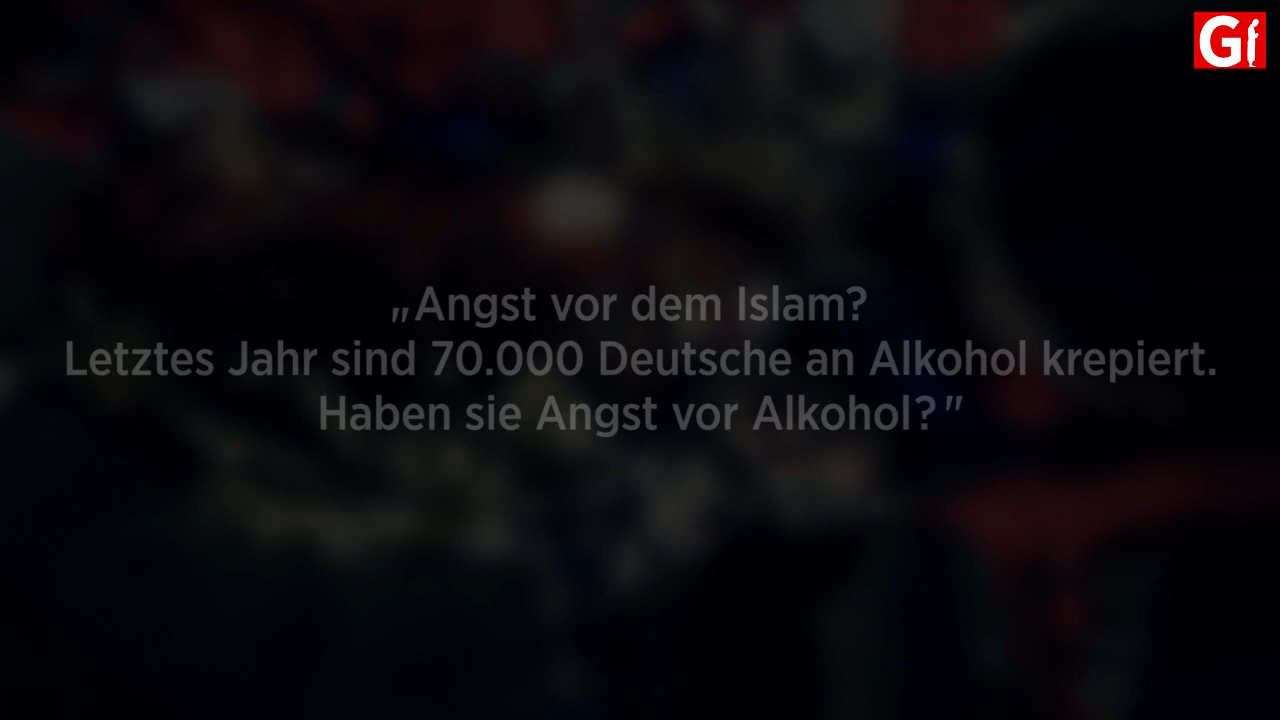 Gf
„Angst vor dem Islam?
Letztes Jahr sind 70.000 Deutsche an Alkohol krepiert.
Haben sie Angst vor Alkohol?"